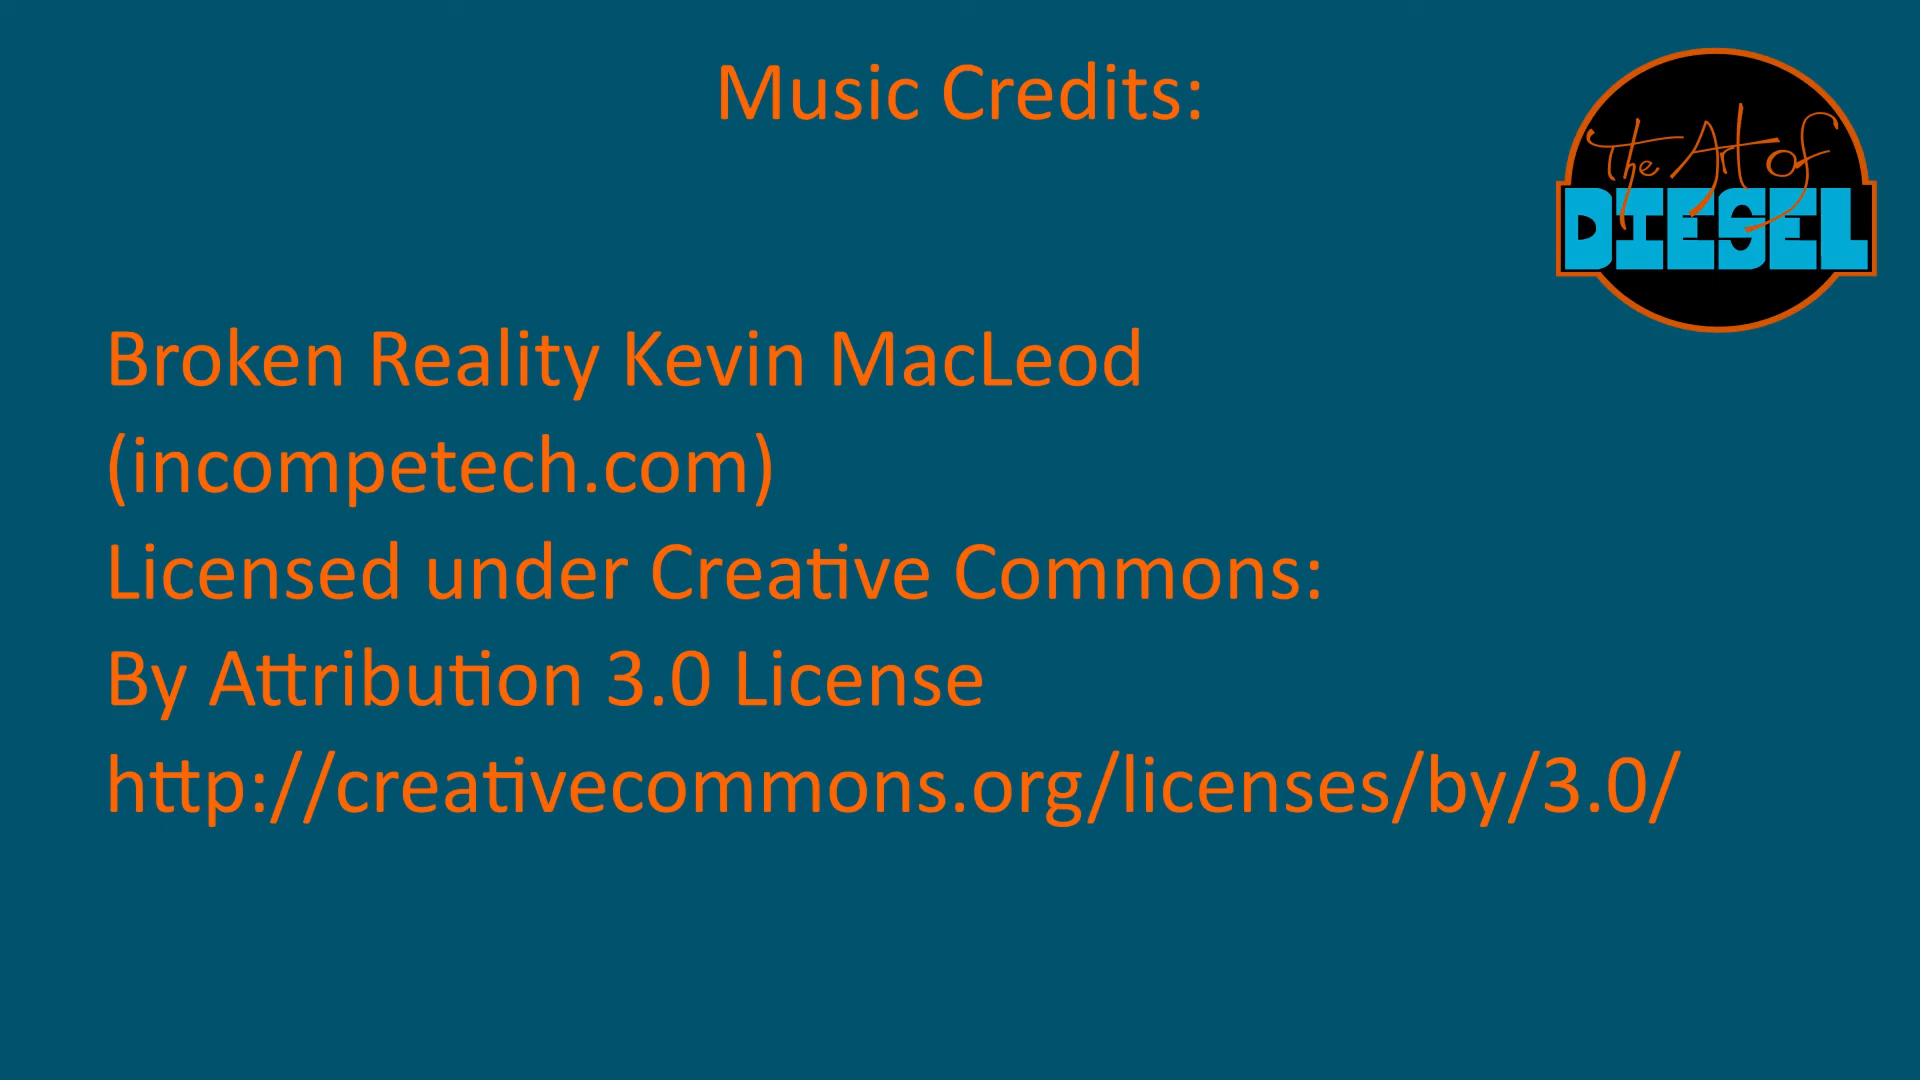 Music Credits:
The Art of
DIESEL
Broken Reality Kevin MacLeod
(incompetech.com)
Licensed under Creative Commons:
By Attribution 3.0 License
http://creativecommons.org/licenses/by/3.0/